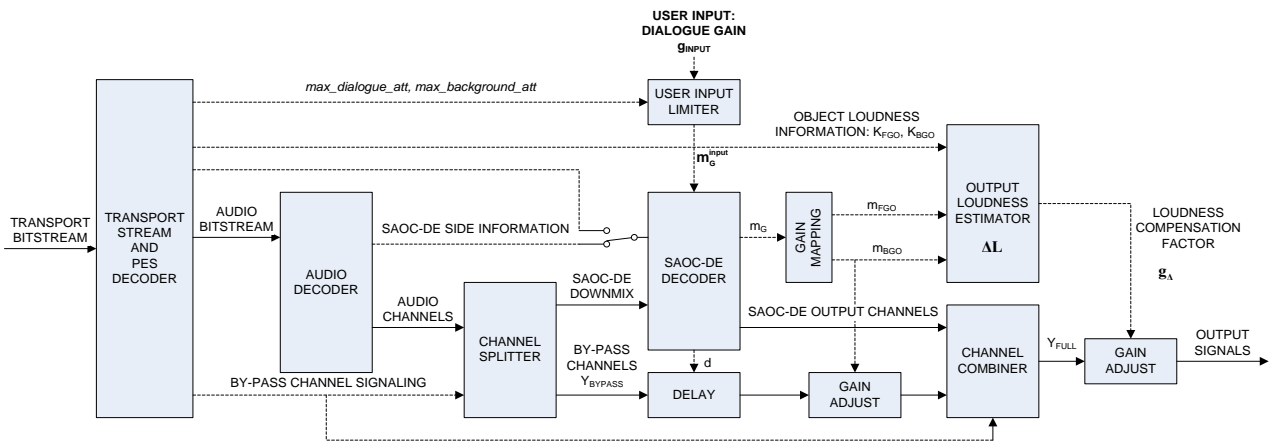 USER INPUT:
DIALOGUE GAIN
gINPUT
max_dialogue_att, max_background_att
USER INPUT
LIMITER
OBJECT LOUDNESS
INFORMATION: KFGO, KBGO
mG input
TRANSPORT
BITSTREAM
TRANSPORT
STREAM
AND
PES
DECODER
AUDIO
BITSTREAM
AUDIO
DECODER
SAOC-DE SIDE INFORMATION
SAOC-DE
DECODER
mG
GAIN
MAPPING
mFGO
mBGO
OUTPUT
LOUDNESS
ESTIMATOR
ΔL
LOUDNESS
COMPENSATION
FACTOR
gΔ
SAOC-DE
DOWNMIX
AUDIO
CHANNELS
CHANNEL
SPLITTER
SAOC-DE OUTPUT CHANNELS
BY-PASS
CHANNELS
YBYPASS
d
DELAY
GAIN
ADJUST
CHANNEL
COMBINER
YFULL
GAIN
ADJUST
OUTPUT
SIGNALS
BY-PASS CHANNEL SIGNALING